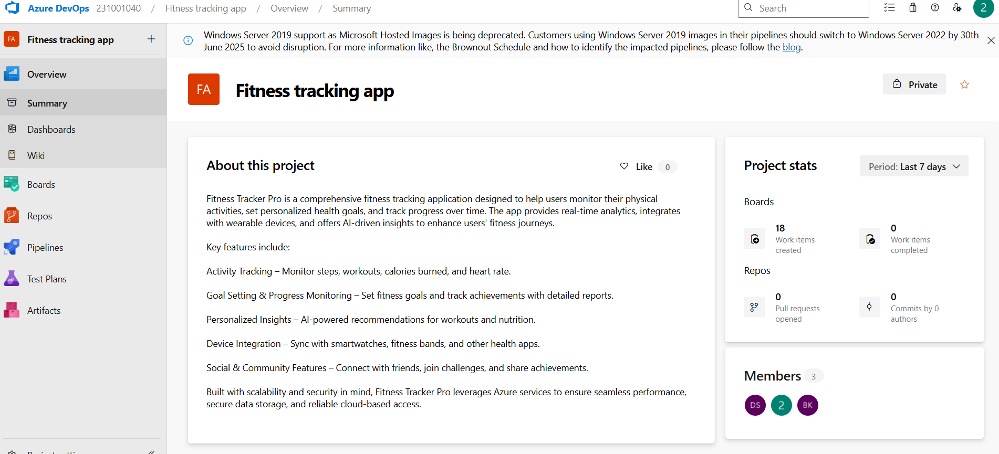 Azure DevOps 231001040 / Fitness tracking app / Overview / Summary
Search
2
FA Fitness tracking app
Windows Server 2019 support as Microsoft Hosted Images is being deprecated. Customers using Windows Server 2019 images in their pipelines should switch to Windows Server 2022 by 30th
June 2025 to avoid disruption. For more information like, the Brownout Schedule and how to identify the impacted pipelines, please follow the blog.
Overview
Summary
Dashboards
Wiki
Boards
Repos
Pipelines
Test Plans
Artifacts
FA Fitness tracking app
Private
About this project
Like 0
Fitness Tracker Pro is a comprehensive fitness tracking application designed to help users monitor their physical
activities, set personalized health goals, and track progress over time. The app provides real-time analytics, integrates
with wearable devices, and offers AI-driven insights to enhance users' fitness journeys.
Key features include:
Activity Tracking – Monitor steps, workouts, calories burned, and heart rate.
Goal Setting & Progress Monitoring – Set fitness goals and track achievements with detailed reports.
Personalized Insights – AI-powered recommendations for workouts and nutrition.
Device Integration – Sync with smartwatches, fitness bands, and other health apps.
Social & Community Features – Connect with friends, join challenges, and share achievements.
Built with scalability and security in mind, Fitness Tracker Pro leverages Azure services to ensure seamless performance,
secure data storage, and reliable cloud-based access.
Project stats
Period: Last 7 days
Boards
18
Work items
created
0
Work items
completed
Repos
0
Pull requests
opened
0
Commits by 0
authors
Members 3
DS 2 BK